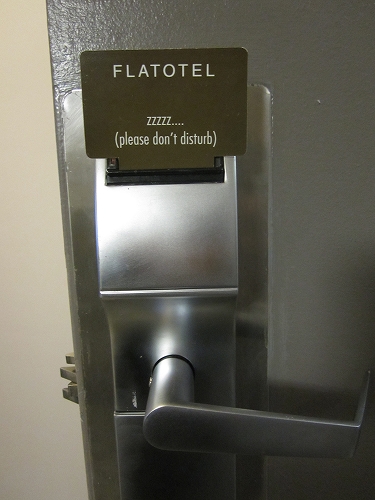 FLATOTEL
zzzzz....
(please don't disturb)